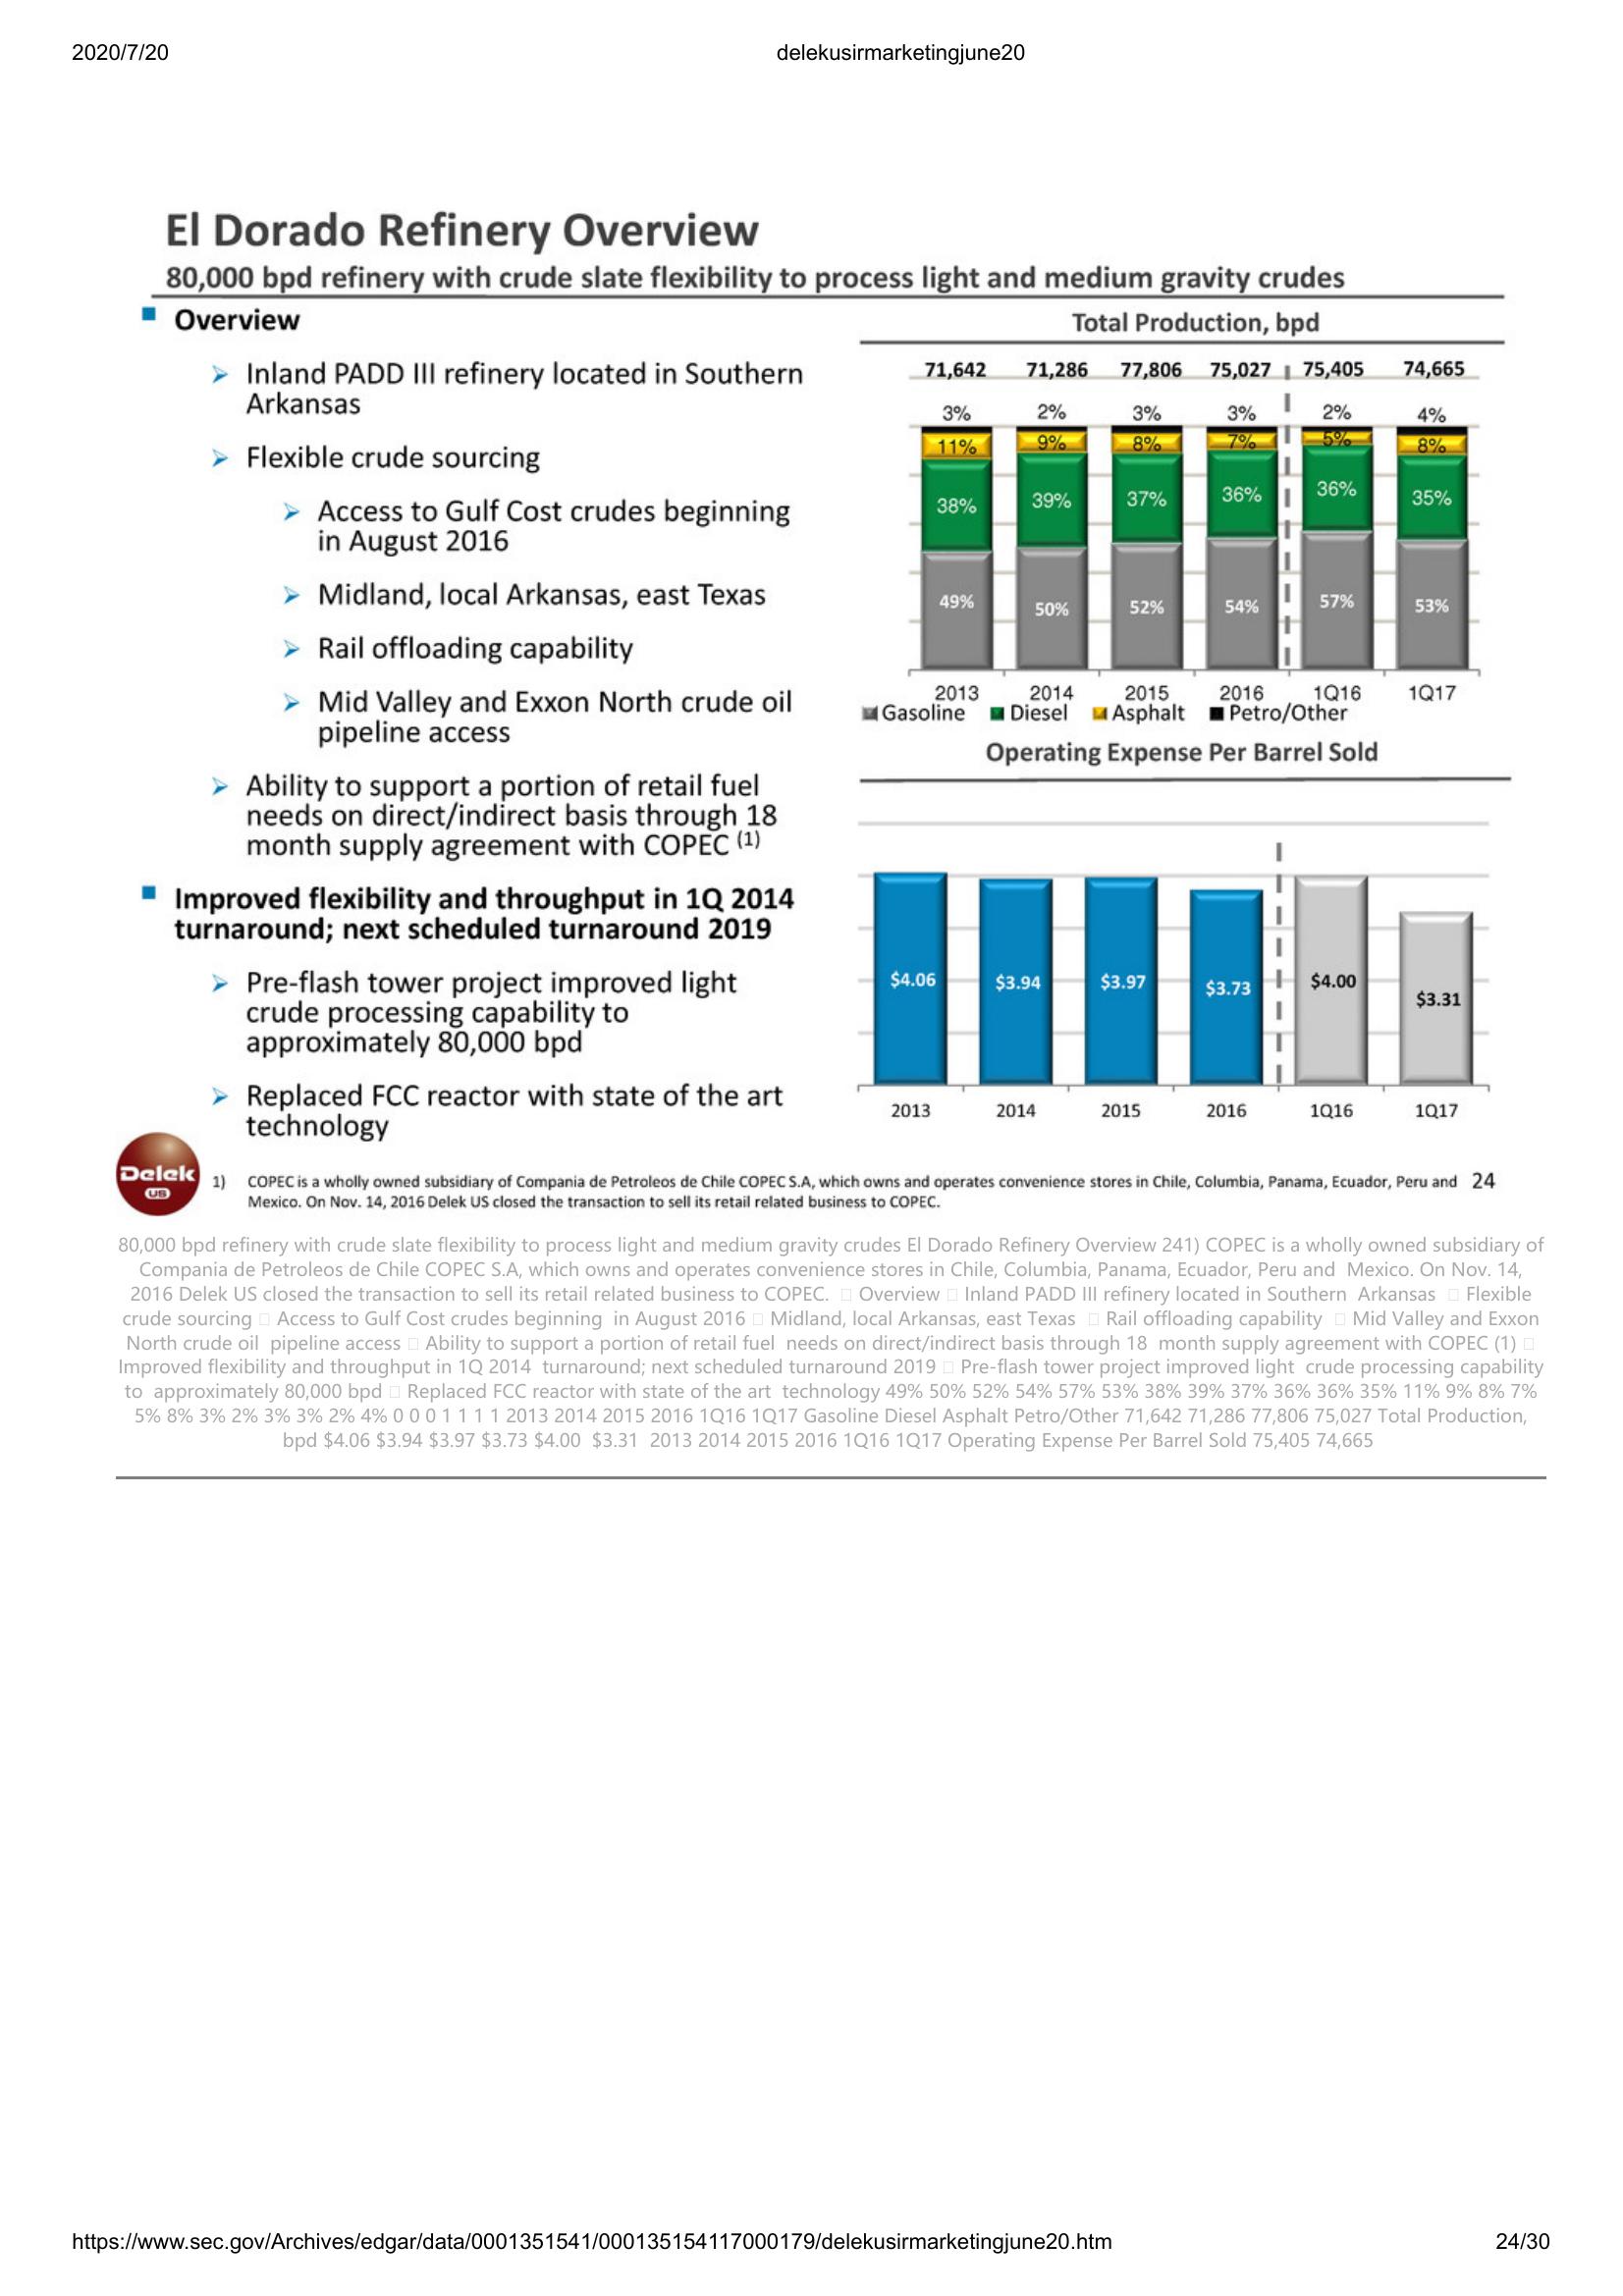 2020/7/20
delekusirmarketingjune20
El Dorado Refinery Overview
80,000 bpd refinery with crude slate flexibility to process light and medium gravity crudes
Overview
Inland PADD III refinery located in Southern
Arkansas
Flexible crude sourcing
Access to Gulf Cost crudes beginning
in August 2016
Midland, local Arkansas, east Texas
Rail offloading capability
Mid Valley and Exxon North crude oil
pipeline access
Ability to support a portion of retail fuel
needs on direct/indirect basis through 18
month supply agreement with COPEC (1)
Improved flexibility and throughput in 1Q 2014
turnaround; next scheduled turnaround 2019
Pre-flash tower project improved light
crude processing capability to
approximately 80,000 bpd
Replaced FCC reactor with state of the art
technology
Total Production, bpd
71,642 71,286 77,806 75,027 75,405 74,665
3% 2% 3% 3% 2% 4%
11% 9% 8% 7% 5% 8%
38% 39% 37% 36% 36% 35%
49% 50% 52% 54% 57% 53%
2013 2014 2015 2016 1Q16 1Q17
Gasoline Diesel Asphalt Petro/Other
Operating Expense Per Barrel Sold
$4.06 $3.94 $3.97 $3.73 $4.00 $3.31
2013 2014 2015 2016 1Q16 1Q17
Delek
US
1) COPEC is a wholly owned subsidiary of Compania de Petroleos de Chile COPEC S.A, which owns and operates convenience stores in Chile, Columbia, Panama, Ecuador, Peru and
Mexico. On Nov. 14, 2016 Delek US closed the transaction to sell its retail related business to COPEC.
24
80,000 bpd refinery with crude slate flexibility to process light and medium gravity crudes El Dorado Refinery Overview 241) COPEC is a wholly owned subsidiary of
Compania de Petroleos de Chile COPEC S.A, which owns and operates convenience stores in Chile, Columbia, Panama, Ecuador, Peru and Mexico. On Nov. 14,
2016 Delek US closed the transaction to sell its retail related business to COPEC. □ Overview □ Inland PADD III refinery located in Southern Arkansas □ Flexible
crude sourcing □ Access to Gulf Cost crudes beginning in August 2016 □ Midland, local Arkansas, east Texas □ Rail offloading capability □ Mid Valley and Exxon
North crude oil pipeline access □ Ability to support a portion of retail fuel needs on direct/indirect basis through 18 month supply agreement with COPEC (1) □
Improved flexibility and throughput in 1Q 2014 turnaround; next scheduled turnaround 2019 □ Pre-flash tower project improved light crude processing capability
to approximately 80,000 bpd □ Replaced FCC reactor with state of the art technology 49% 50% 52% 54% 57% 53% 38% 39% 37% 36% 36% 35% 11% 9% 8% 7%
5% 8% 3% 2% 3% 3% 2% 4% 0 0 0 1 1 1 1 2013 2014 2015 2016 1Q16 1Q17 Gasoline Diesel Asphalt Petro/Other 71,642 71,286 77,806 75,027 Total Production,
bpd $4.06 $3.94 $3.97 $3.73 $4.00 $3.31 2013 2014 2015 2016 1Q16 1Q17 Operating Expense Per Barrel Sold 75,405 74,665
https://www.sec.gov/Archives/edgar/data/0001351541/000135154117000179/delekusirmarketingjune20.htm
24/30